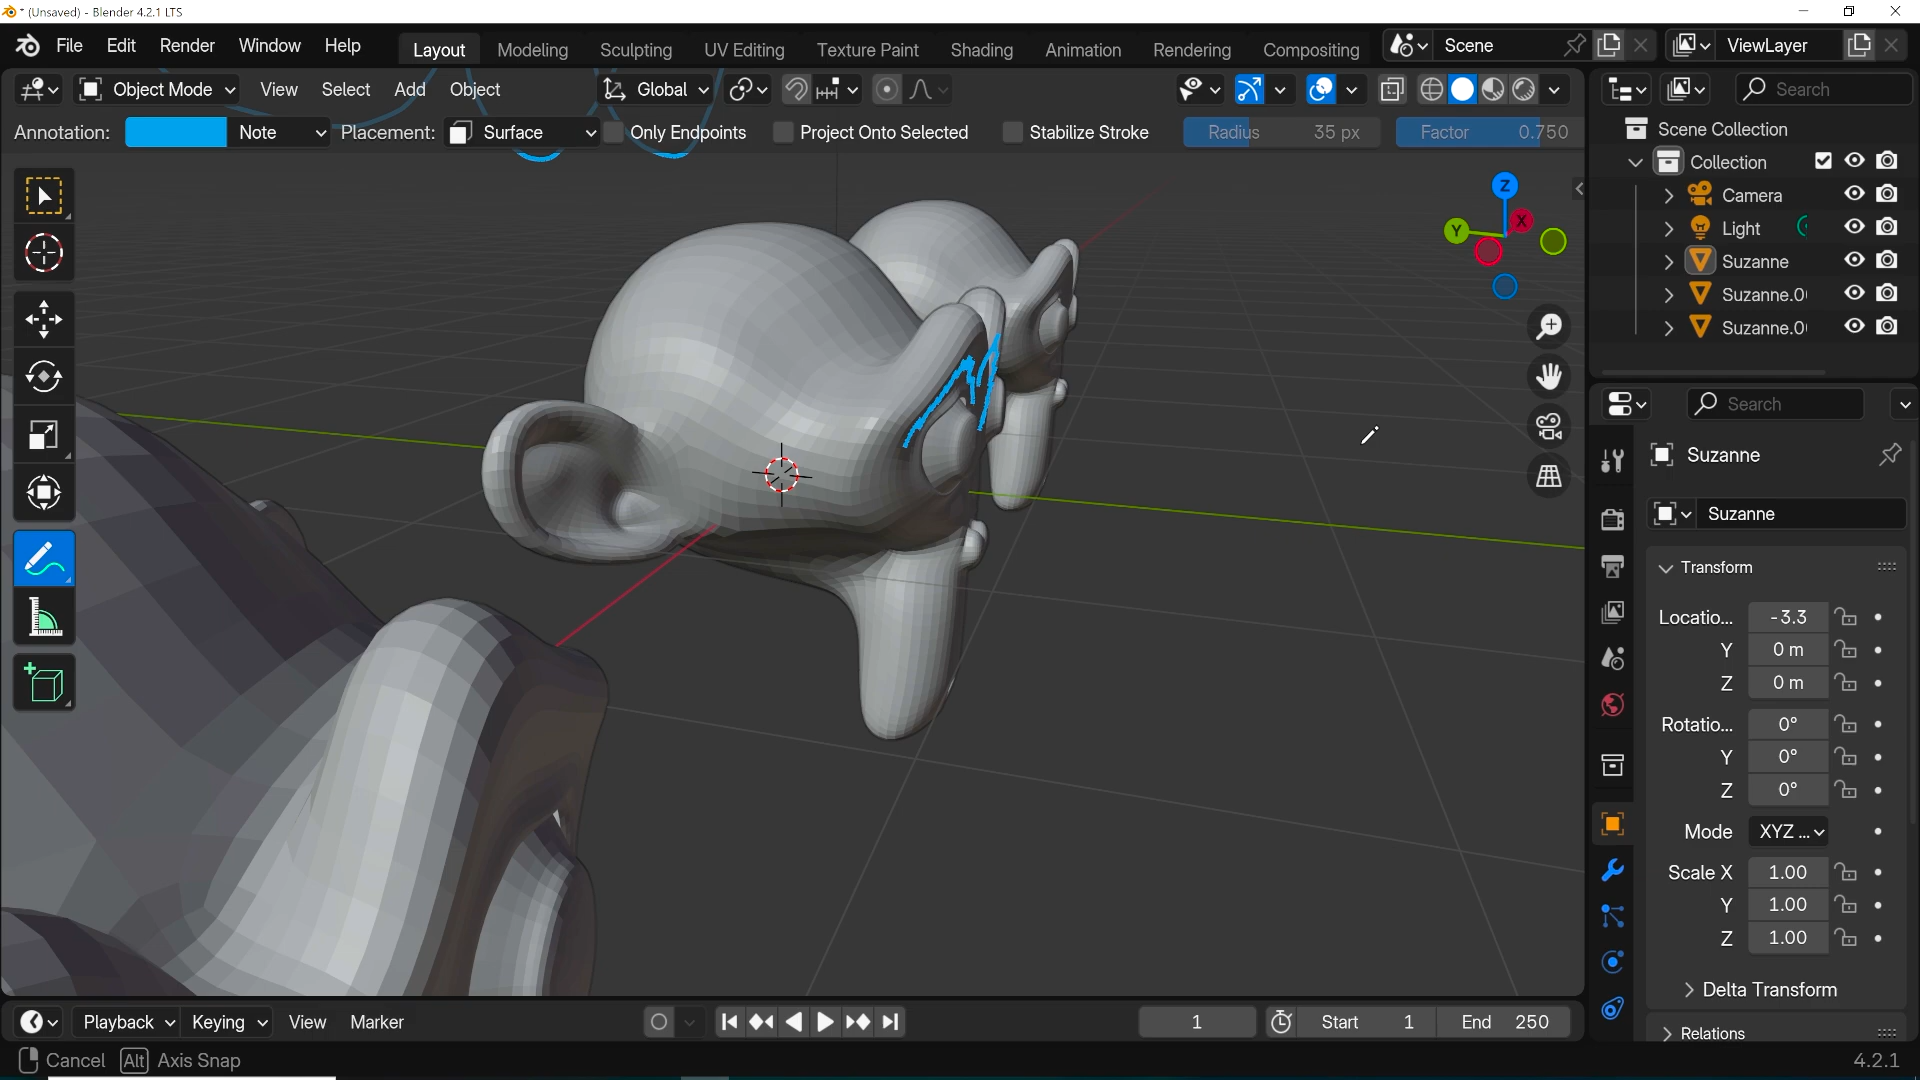 * (Unsaved) - Blender 4.2.1 LTS
File Edit Render Window Help Layout Modeling Sculpting UV Editing Texture Paint Shading Animation Rendering Compositing Scene ViewLayer
Object Mode View Select Add Object Global Search
Annotation: Note Placement: Surface Only Endpoints Project Onto Selected Stabilize Stroke Radius 35 px Factor 0.750
Scene Collection
Collection
Camera
Light
Suzanne
Suzanne.0
Suzanne.0
Z
Y
X
Search
Suzanne
Suzanne
Transform
Locatio... -3.3
Y 0 m
Z 0 m
Rotatio... 0°
Y 0°
Z 0°
Mode XYZ ...
Scale X 1.00
Y 1.00
Z 1.00
Delta Transform
Relations
Playback Keying View Marker 1 Start 1 End 250
Cancel Alt Axis Snap 4.2.1